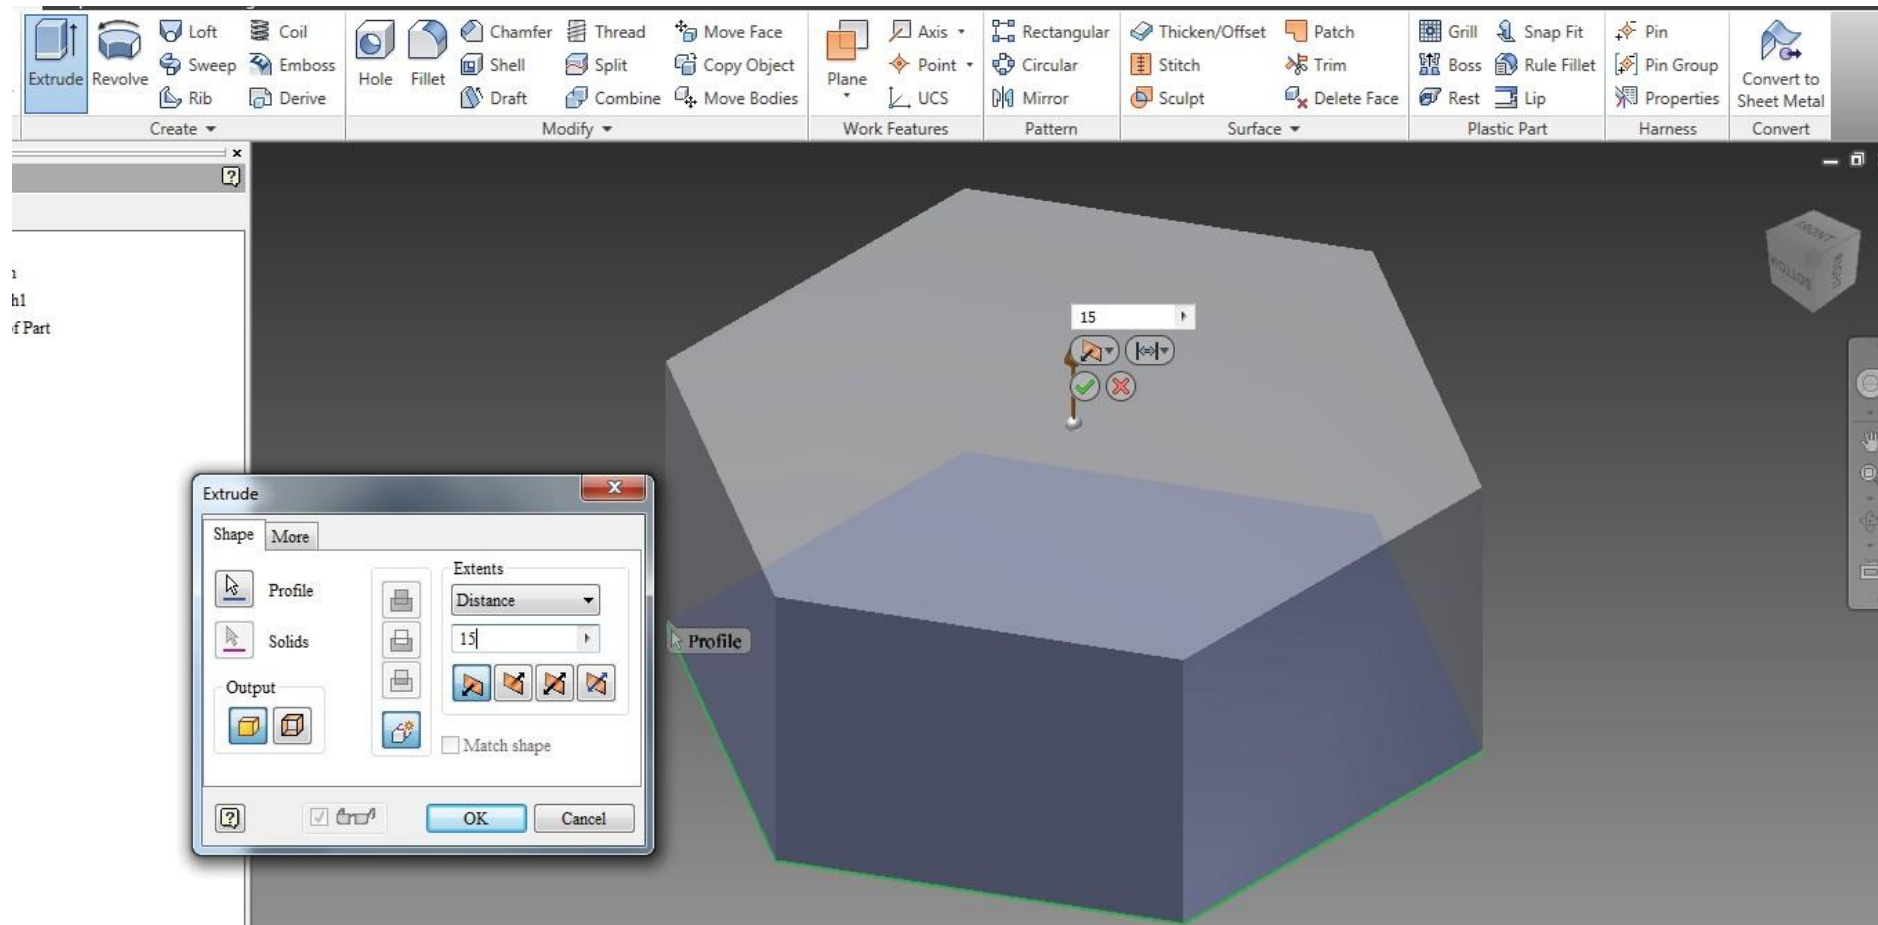 Loft Coil Chamfer Thread Move Face Axis Rectangular Thicken/Offset Patch Grill Snap Fit Pin
Extrude Revolve Sweep Emboss Hole Fillet Shell Split Copy Object Plane Point Circular Stitch Trim Boss Rule Fillet Pin Group Convert to
Rib Derive Draft Combine Move Bodies UCS Mirror Sculpt Delete Face Rest Lip Properties Sheet Metal
Create Modify Work Features Pattern Surface Plastic Part Harness Convert
h1
f Part
FRONT
BOTTOM RIGHT
15
Extrude
Shape More
Extents
Profile Distance
Solids 15
Profile
Output
Match shape
OK Cancel